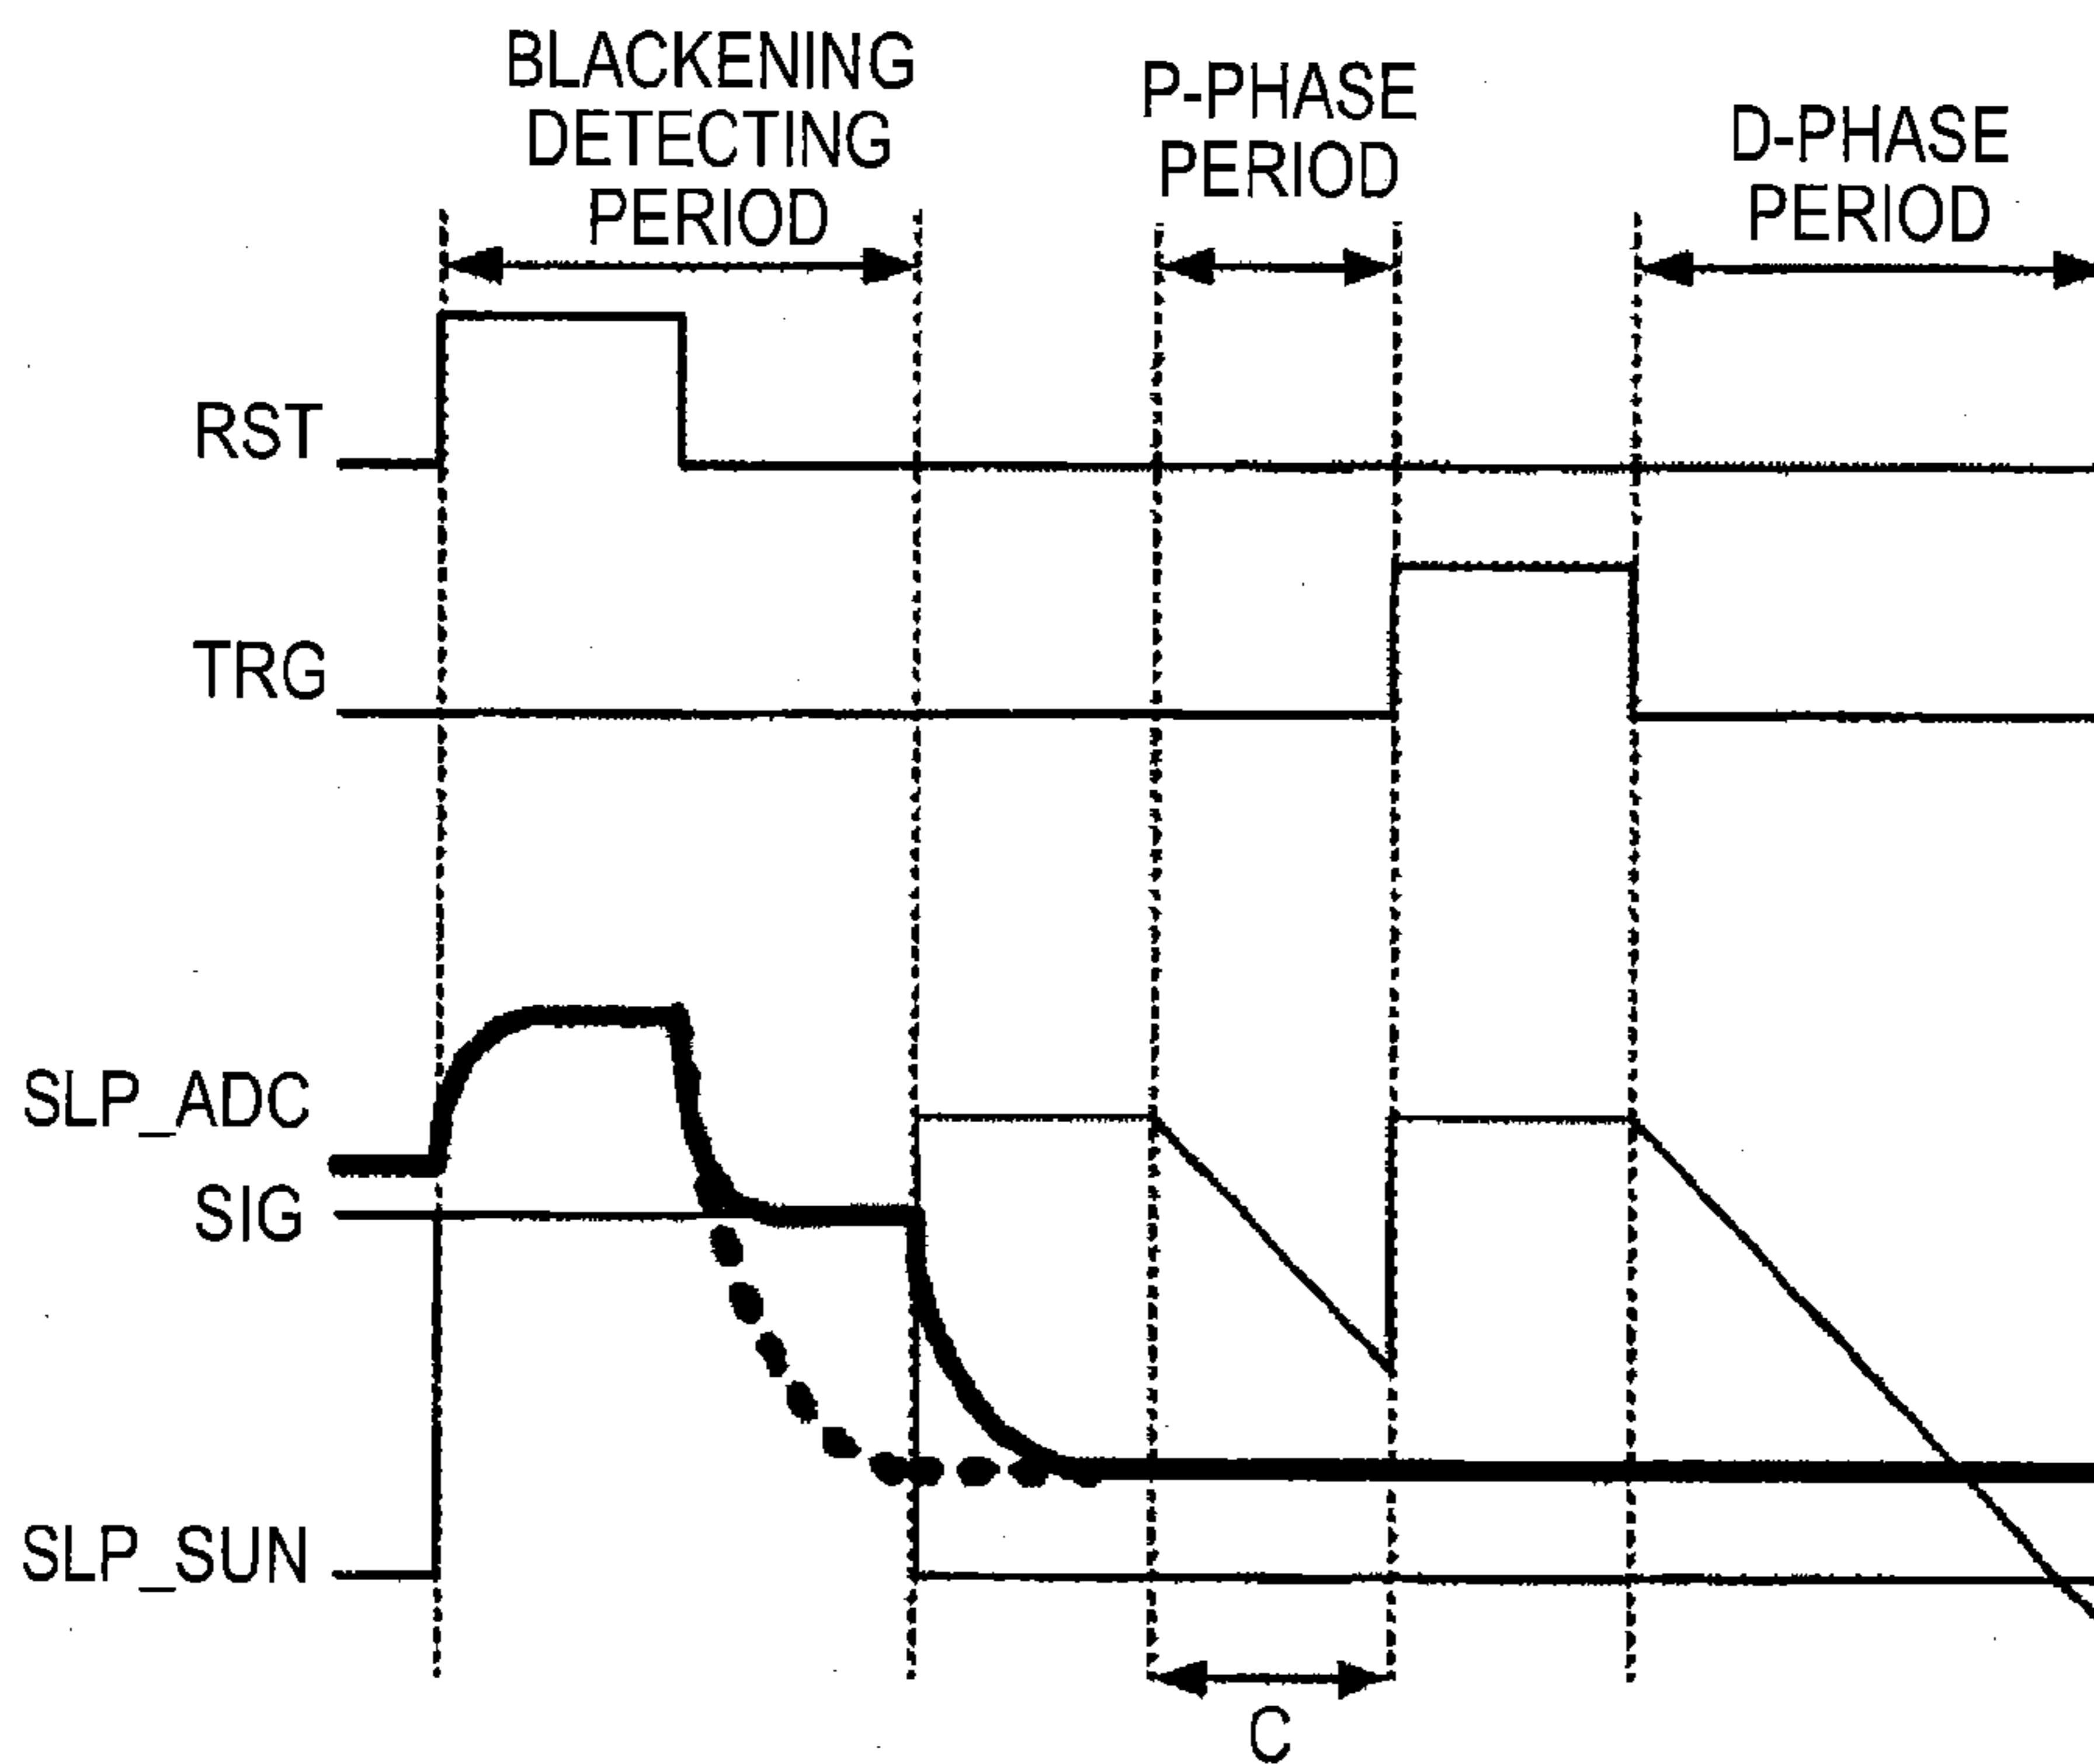 BLACKENING
DETECTING
PERIOD
P-PHASE
PERIOD
D-PHASE
PERIOD
RST
TRG
SLP_ADC
SIG
SLP_SUN
C